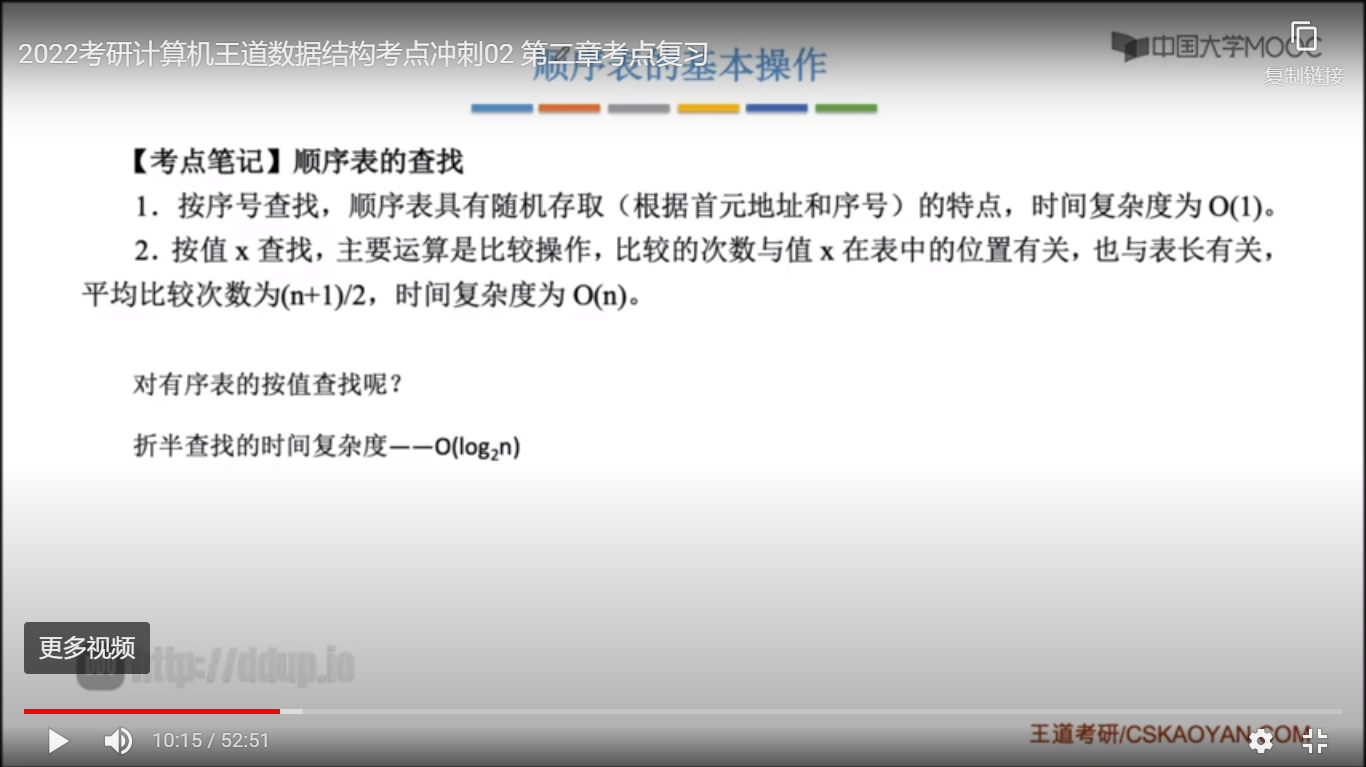 2022考研计算机王道数据结构考点冲刺02 第二章考点复习
顺序表的基本操作
中国大学MOOC
复制链接
【考点笔记】顺序表的查找
1．按序号查找，顺序表具有随机存取（根据首元地址和序号）的特点，时间复杂度为 O(1)。
2．按值 x 查找，主要运算是比较操作，比较的次数与值 x 在表中的位置有关，也与表长有关，
平均比较次数为(n+1)/2，时间复杂度为 O(n)。
对有序表的按值查找呢？
折半查找的时间复杂度——O(log₂n)
更多视频
http://ddup.io
10:15 / 52:51
王道考研/CSKAOYAN.COM